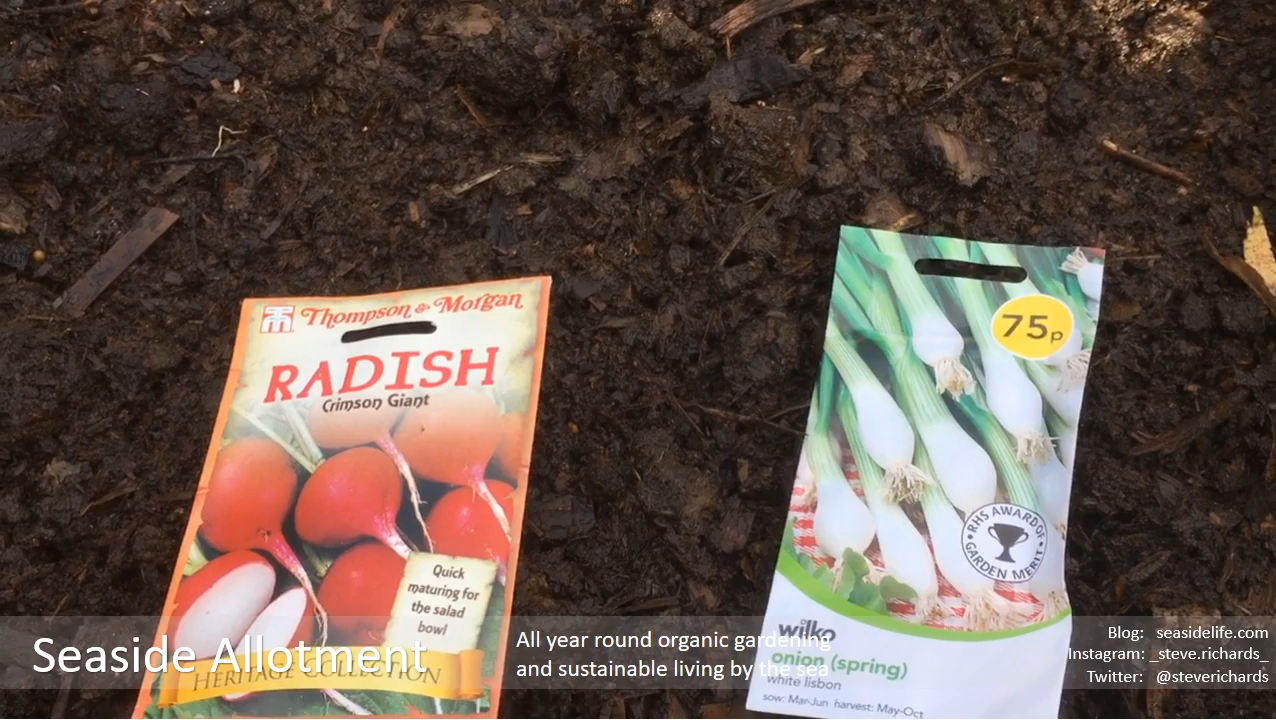 Thompson & Morgan
RADISH
Crimson Giant
Quick
maturing for
the salad
bowl
HERITAGE COLLECTION
75p
RHS AWARD OF
GARDEN MERIT
wilko
onion (spring)
white lisbon
sow: Mar-Jun harvest: May-Oct
Seaside Allotment
All year round organic gardening
and sustainable living by the sea
Blog: seasidelife.com
Instagram: _steve.richards_
Twitter: @steverichards